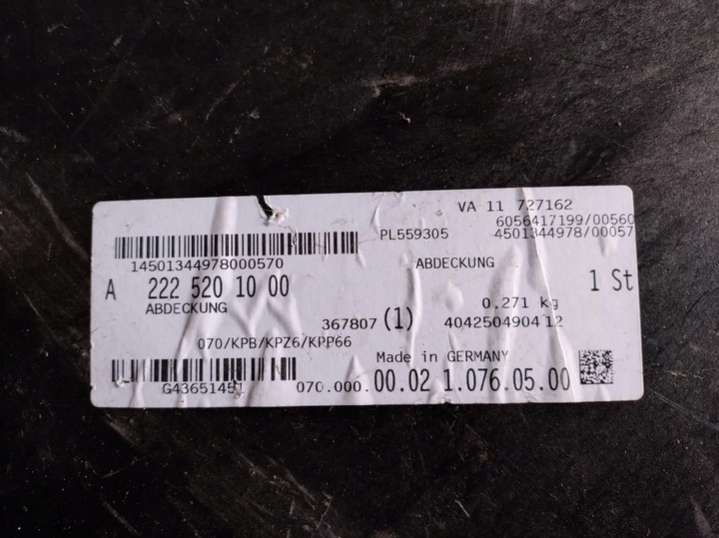 VA 11 727162
6056417199/00560
PL559305 4501344978/00057
14501344978000570
ABDECKUNG
A 222 520 10 00 1 St
ABDECKUNG 0.271 kg
367807 (1) 4042504904 12
070/KPB/KPZ6/KPP66
Made in GERMANY
G43651451 070.000.00.02 1.076.05.00